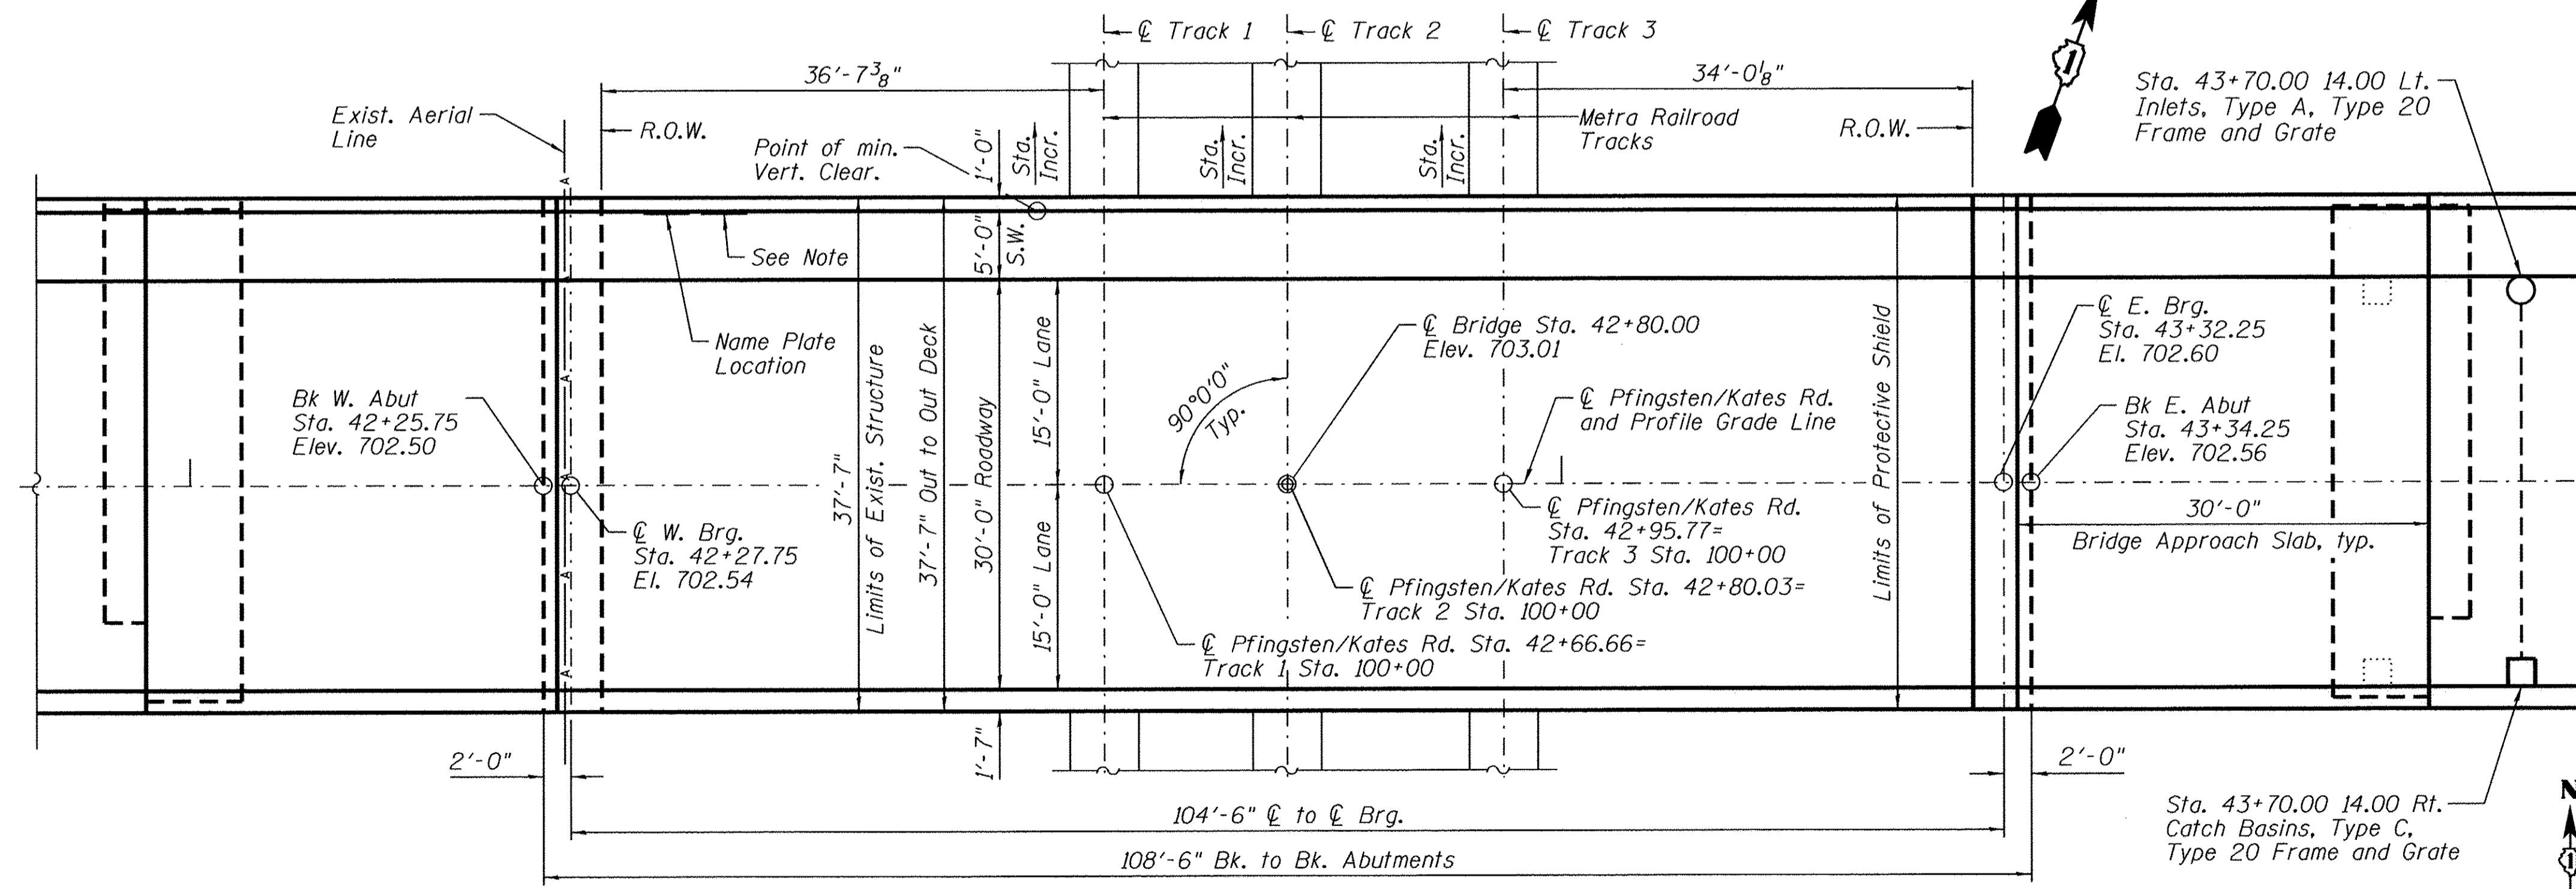 ℄ Track 1
℄ Track 2
℄ Track 3
36'-7⅜"
34'-0⅛"
Exist. Aerial
Line
R.O.W.
Point of min.
Vert. Clear.
1'-0"
Sta.
Incr.
Sta.
Incr.
Sta.
Incr.
Metra Railroad
Tracks
R.O.W.
1
Sta. 43+70.00 14.00 Lt.
Inlets, Type A, Type 20
Frame and Grate
A
5'-0"
S.W.
See Note
Name Plate
Location
37'-7"
Limits of Exist. Structure
37'-7" Out to Out Deck
30'-0" Roadway
15'-0" Lane
15'-0" Lane
90°0'0"
Typ.
℄ Bridge Sta. 42+80.00
Elev. 703.01
℄ Pfingsten/Kates Rd.
and Profile Grade Line
Limits of Protective Shield
℄ E. Brg.
Sta. 43+32.25
El. 702.60
Bk E. Abut
Sta. 43+34.25
Elev. 702.56
Bk W. Abut
Sta. 42+25.75
Elev. 702.50
A
A
A
A
℄ W. Brg.
Sta. 42+27.75
El. 702.54
℄ Pfingsten/Kates Rd.
Sta. 42+95.77=
Track 3 Sta. 100+00
℄ Pfingsten/Kates Rd. Sta. 42+80.03=
Track 2 Sta. 100+00
℄ Pfingsten/Kates Rd. Sta. 42+66.66=
Track 1 Sta. 100+00
30'-0"
Bridge Approach Slab, typ.
2'-0"
1'-7"
2'-0"
104'-6" ℄ to ℄ Brg.
108'-6" Bk. to Bk. Abutments
Sta. 43+70.00 14.00 Rt.
Catch Basins, Type C,
Type 20 Frame and Grate
N